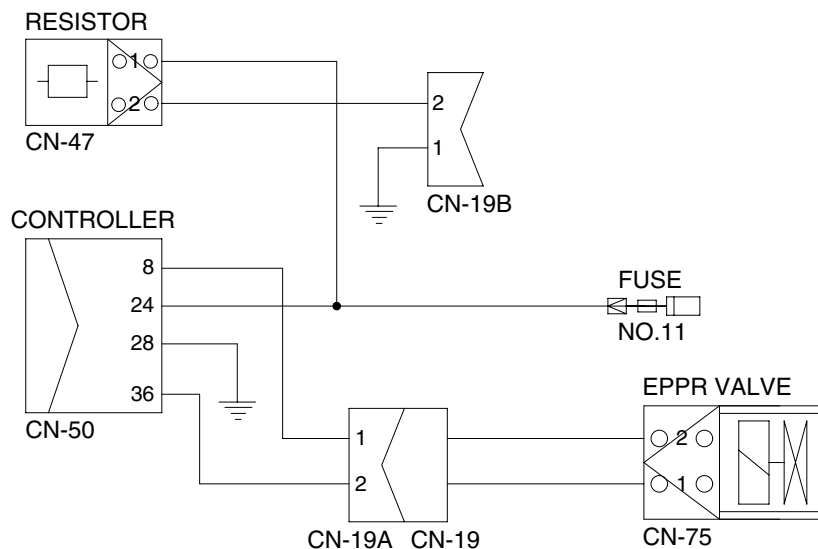 RESISTOR
1
2
CN-47
2
1
CN-19B
CONTROLLER
8
24
28
36
CN-50
FUSE
NO.11
1
2
CN-19A CN-19
EPPR VALVE
2
1
CN-75